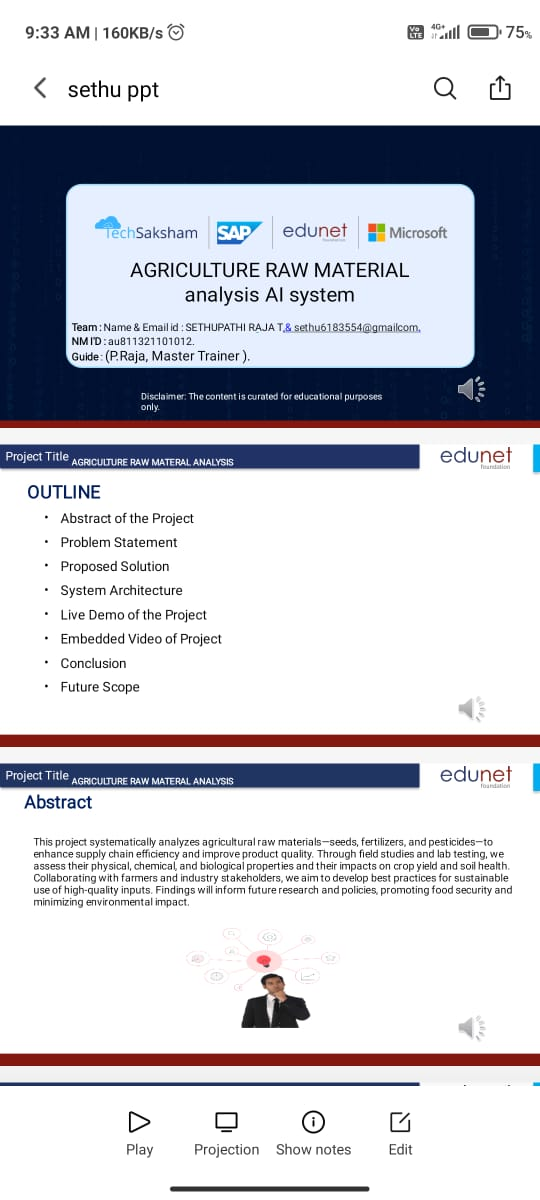 9:33 AM | 160KB/s
Vo LTE 4G+ 75%
sethu ppt
TechSaksham SAP edunet foundation Microsoft
AGRICULTURE RAW MATERIAL
analysis AI system
Team : Name & Email id : SETHUPATHI RAJA T,& sethu6183554@gmailcom,
NM I'D : au811321101012.
Guide : (P.Raja, Master Trainer ).
Disclaimer: The content is curated for educational purposes
only.
Project Title AGRICULTURE RAW MATERAL ANALYSIS
edunet
foundation
OUTLINE
• Abstract of the Project
• Problem Statement
• Proposed Solution
• System Architecture
• Live Demo of the Project
• Embedded Video of Project
• Conclusion
• Future Scope
Project Title AGRICULTURE RAW MATERAL ANALYSIS
edunet
foundation
Abstract
This project systematically analyzes agricultural raw materials—seeds, fertilizers, and pesticides—to
enhance supply chain efficiency and improve product quality. Through field studies and lab testing, we
assess their physical, chemical, and biological properties and their impacts on crop yield and soil health.
Collaborating with farmers and industry stakeholders, we aim to develop best practices for sustainable
use of high-quality inputs. Findings will inform future research and policies, promoting food security and
minimizing environmental impact.
Play Projection Show notes Edit